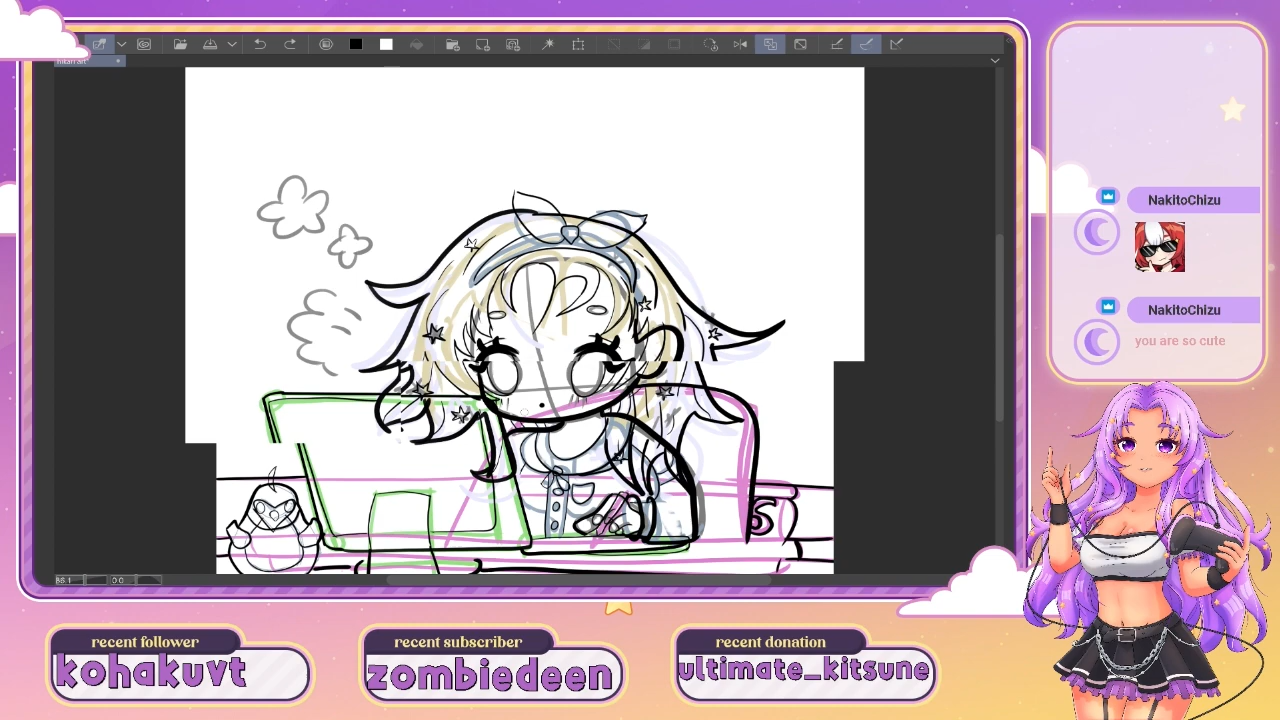 NakitoChizu
NakitoChizu
you are so cute
recent follower
kohakuvt
recent subscriber
zombiedeen
recent donation
ultimate_kitsune